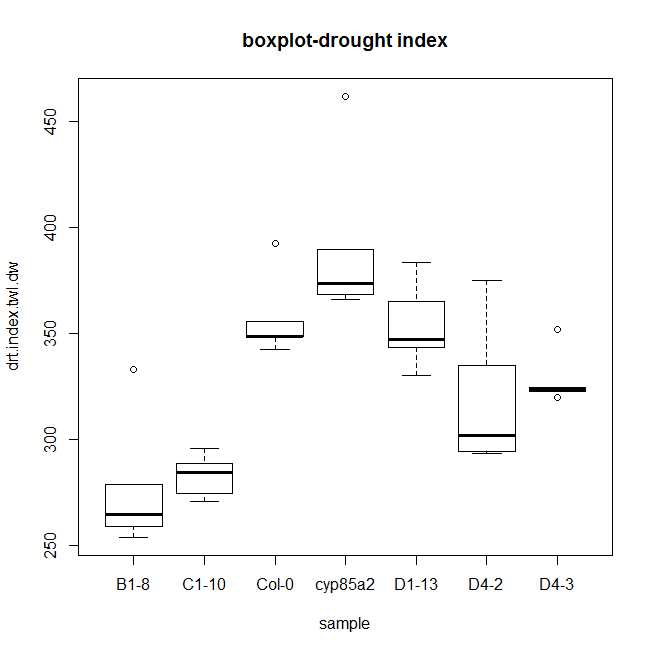 boxplot-drought index
drt.index.twl.dw
450
400
350
300
250
B1-8 C1-10 Col-0 cyp85a2 D1-13 D4-2 D4-3
sample